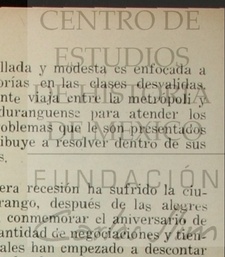 CENTRO DE
ESTUDIOS
llada y modesta es enfocada a
orias en las clases desvalidas.
nte viaja entre la metrópoli y
duranguense para atender los
oblemas que le son presentados
ibuye a resolver dentro de sus
s.
FUNDACIÓN
era recesión ha sufrido la ciu-
rango, después de las alegres
conmemorar el aniversario de
antidad de negociaciones y tien-
ales han empezado a descontar